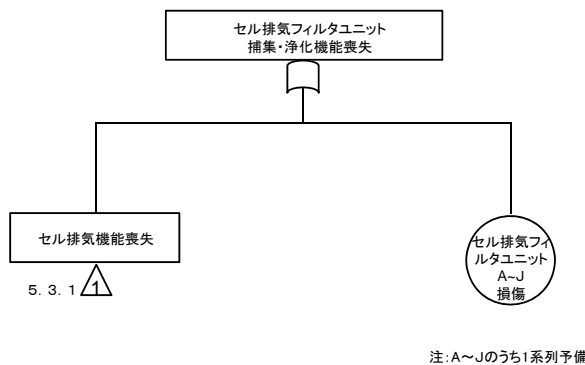 セル排気フィルタユニット
捕集・浄化機能喪失
セル排気機能喪失
5.3.1
1
セル排気フィ
ルタユニット
A~J
損傷
注:A～Jのうち1系列予備